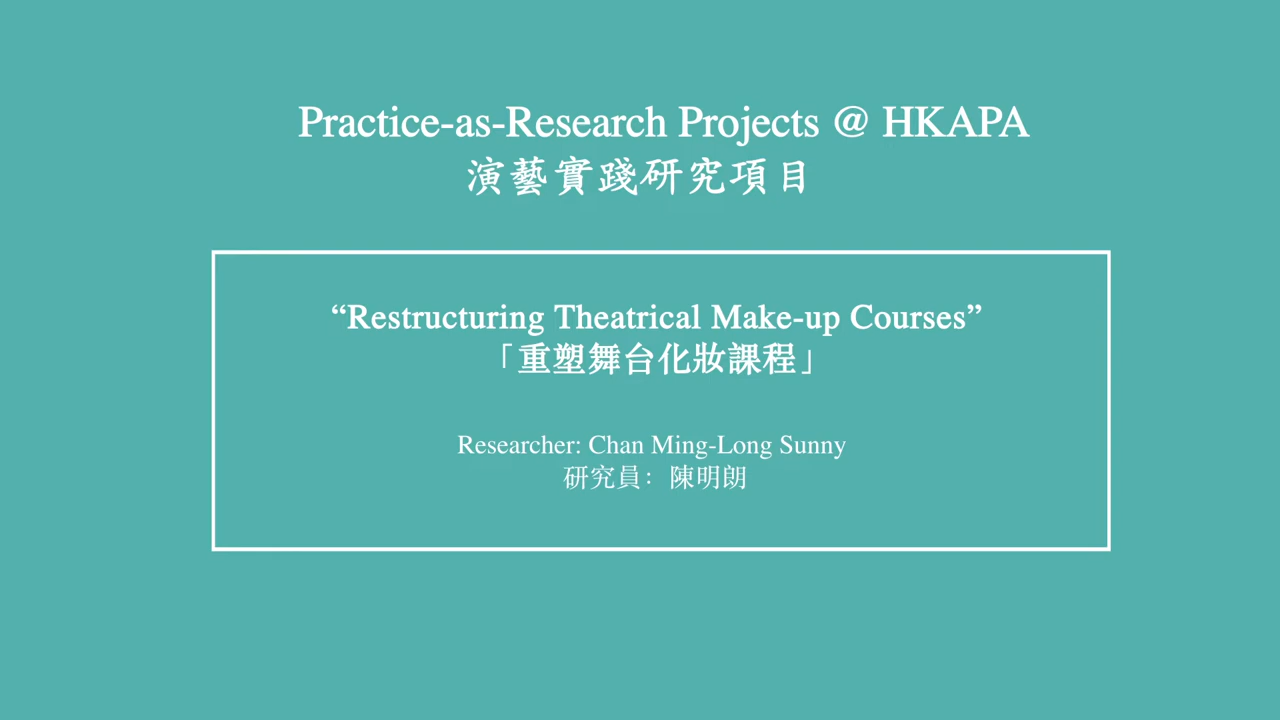 Practice-as-Research Projects @ HKAPA
演藝實踐研究項目
“Restructuring Theatrical Make-up Courses”
「重塑舞台化妝課程」
Researcher: Chan Ming-Long Sunny
研究員：陳明朗